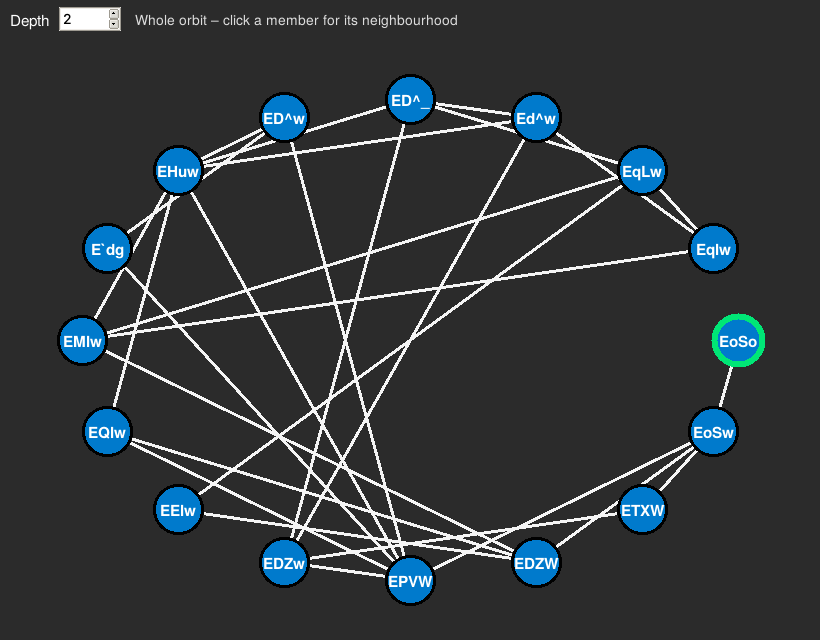 Depth 2 Whole orbit – click a member for its neighbourhood
ED^_
ED^w Ed^w
EHuw EqLw
E`dg Eqlw
EMlw EoSo
EQlw EoSw
EElw ETXW
EDZw EPVW EDZW